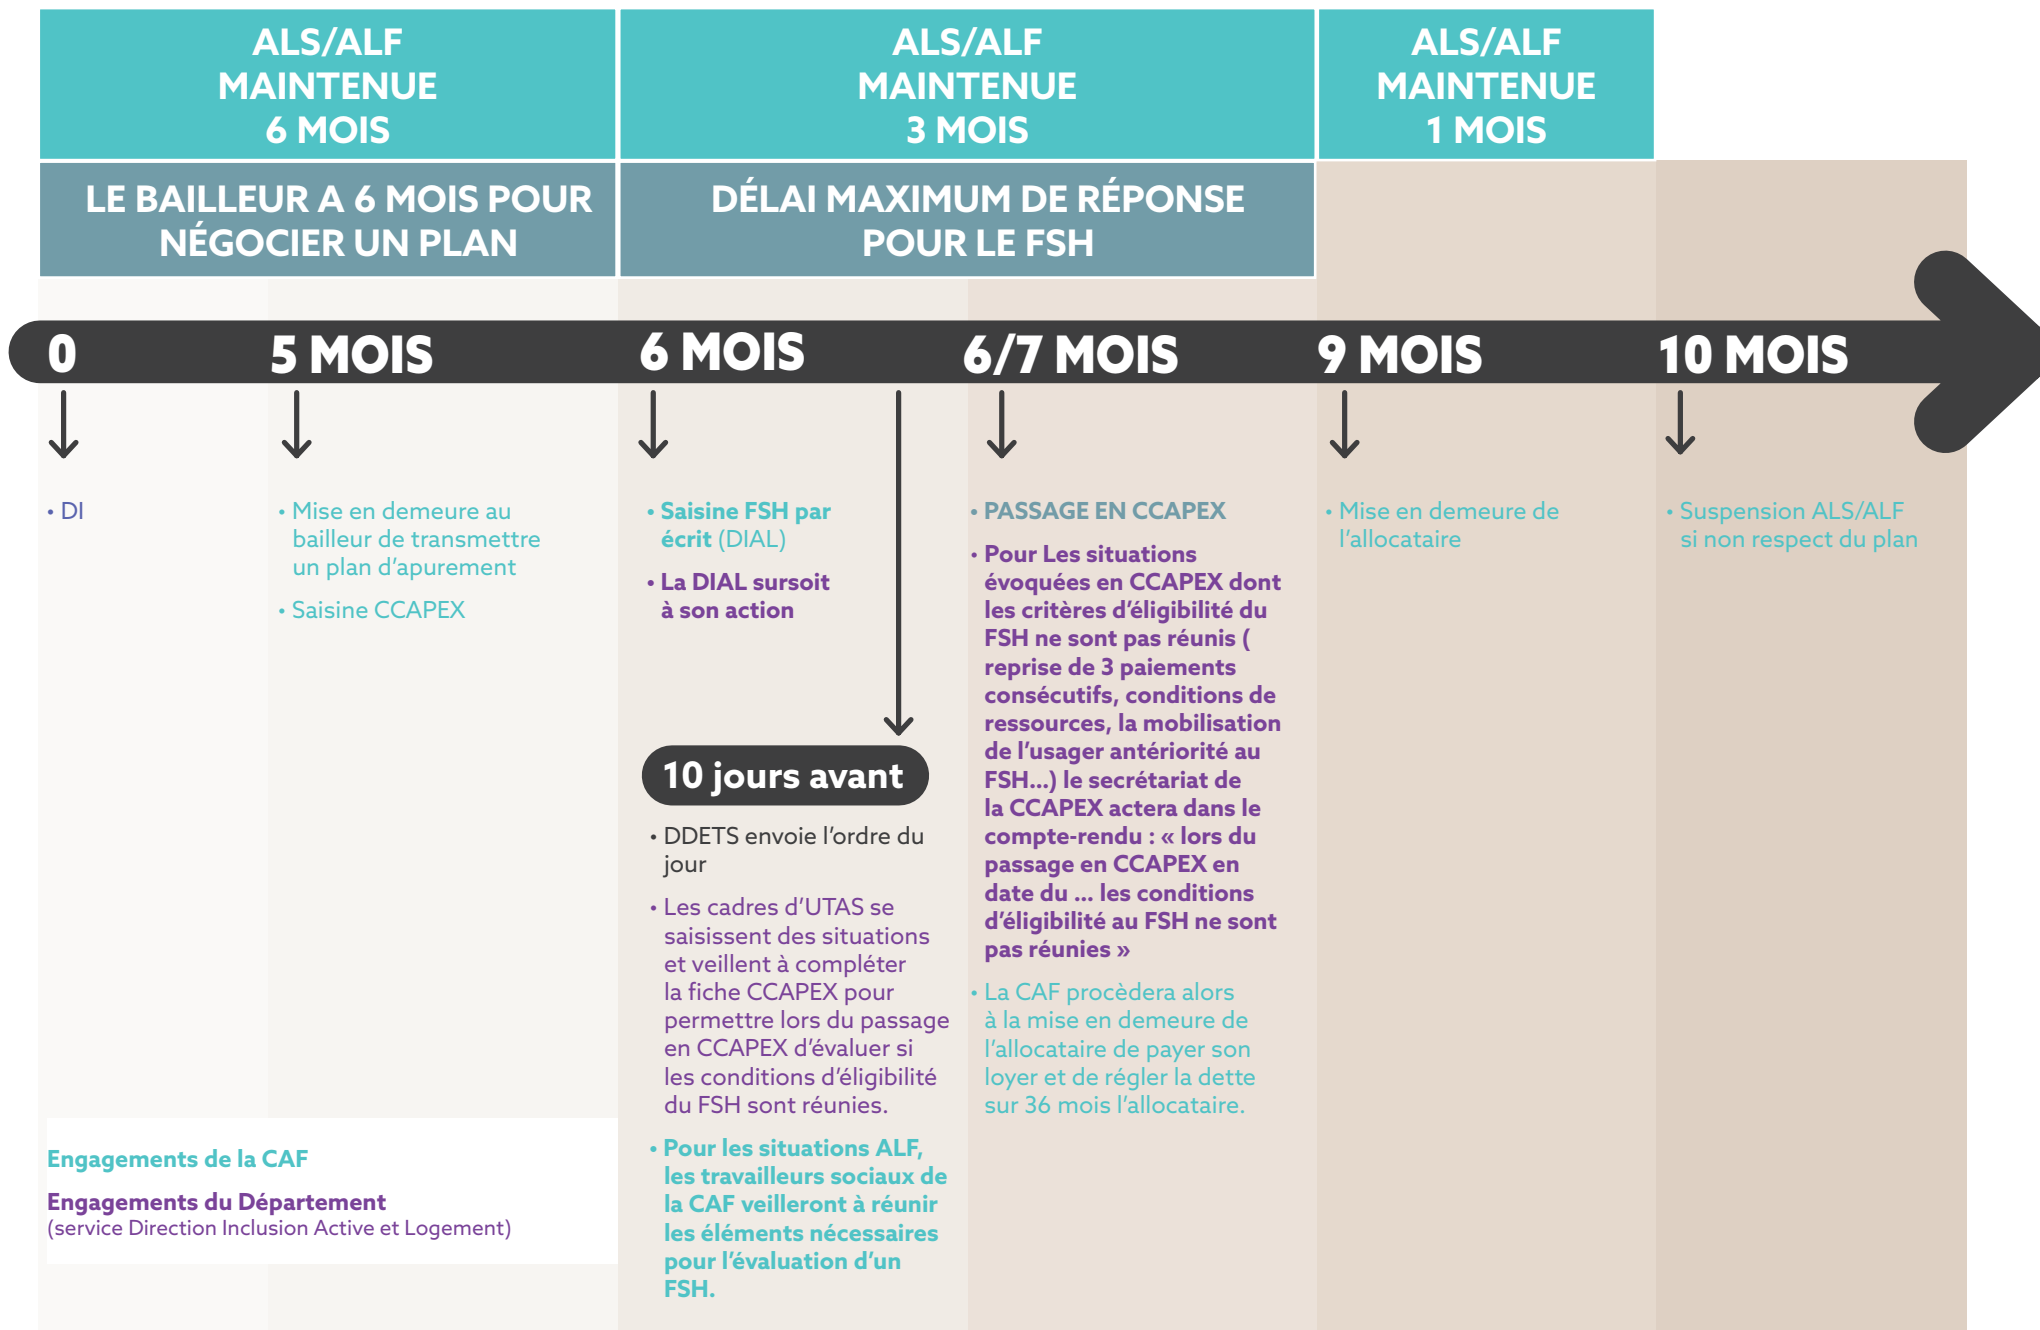 ALS/ALF
MAINTENUE
6 MOIS
ALS/ALF
MAINTENUE
3 MOIS
ALS/ALF
MAINTENUE
1 MOIS
LE BAILLEUR A 6 MOIS POUR
NÉGOCIER UN PLAN
DÉLAI MAXIMUM DE RÉPONSE
POUR LE FSH
0
5 MOIS
6 MOIS
6/7 MOIS
9 MOIS
10 MOIS
• DI
• Mise en demeure au
bailleur de transmettre
un plan d’apurement
• Saisine CCAPEX
• Saisine FSH par
écrit (DIAL)
• La DIAL sursoit
à son action
10 jours avant
• DDETS envoie l’ordre du
jour
• Les cadres d’UTAS se
saisissent des situations
et veillent à compléter
la fiche CCAPEX pour
permettre lors du passage
en CCAPEX d’évaluer si
les conditions d’éligibilité
du FSH sont réunies.
• Pour les situations ALF,
les travailleurs sociaux de
la CAF veilleront à réunir
les éléments nécessaires
pour l’évaluation d’un
FSH.
• PASSAGE EN CCAPEX
• Pour Les situations
évoquées en CCAPEX dont
les critères d’éligibilité du
FSH ne sont pas réunis (
reprise de 3 paiements
consécutifs, conditions de
ressources, la mobilisation
de l’usager antériorité au
FSH...) le secrétariat de
la CCAPEX actera dans le
compte-rendu : « lors du
passage en CCAPEX en
date du ... les conditions
d’éligibilité au FSH ne sont
pas réunies »
• La CAF procèdera alors
à la mise en demeure de
l’allocataire de payer son
loyer et de régler la dette
sur 36 mois l’allocataire.
• Mise en demeure de
l’allocataire
• Suspension ALS/ALF
si non respect du plan
Engagements de la CAF
Engagements du Département
(service Direction Inclusion Active et Logement)